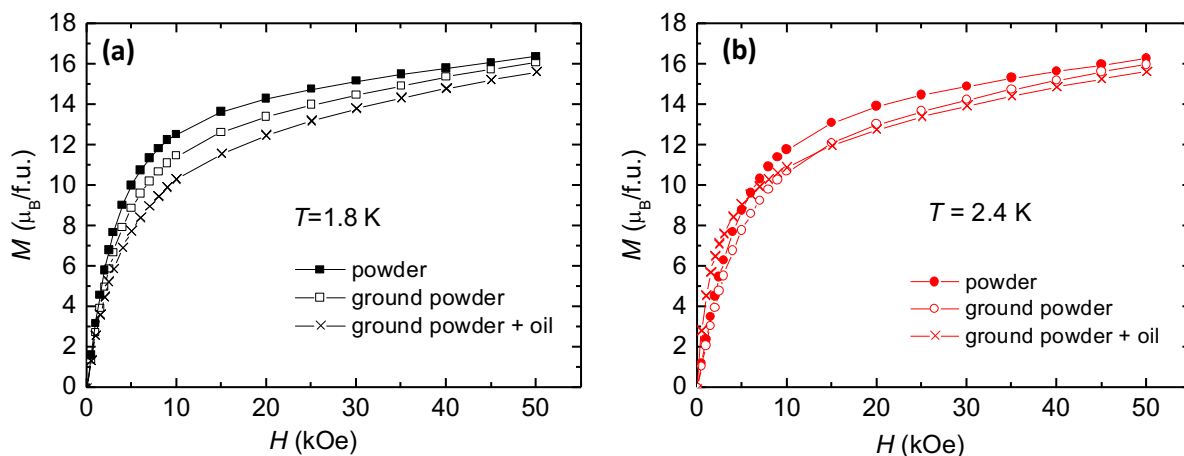 (a)
18
16
14
12
10
8
6
4
2
0
M (μB/f.u.)
T=1.8 K
powder
ground powder
ground powder + oil
0 10 20 30 40 50
H (kOe)
(b)
18
16
14
12
10
8
6
4
2
0
M (μB/f.u.)
T = 2.4 K
powder
ground powder
ground powder + oil
0 10 20 30 40 50
H (kOe)